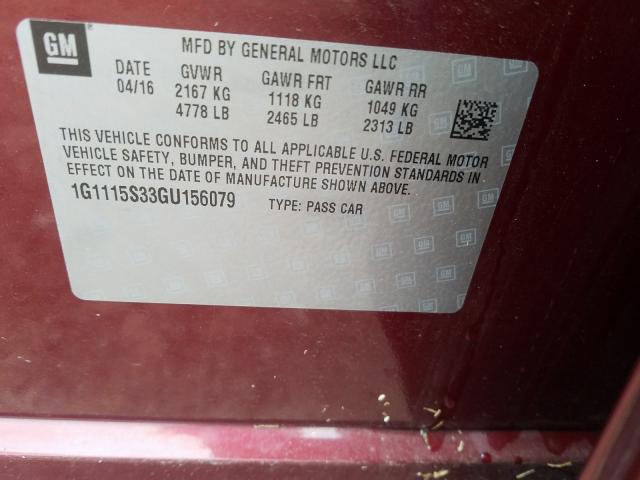 GM
MFD BY GENERAL MOTORS LLC
DATE GVWR GAWR FRT GAWR RR
04/16 2167 KG 1118 KG 1049 KG
4778 LB 2465 LB 2313 LB
THIS VEHICLE CONFORMS TO ALL APPLICABLE U.S. FEDERAL MOTOR
VEHICLE SAFETY, BUMPER, AND THEFT PREVENTION STANDARDS IN
EFFECT ON THE DATE OF MANUFACTURE SHOWN ABOVE.
1G1115S33GU156079 TYPE: PASS CAR